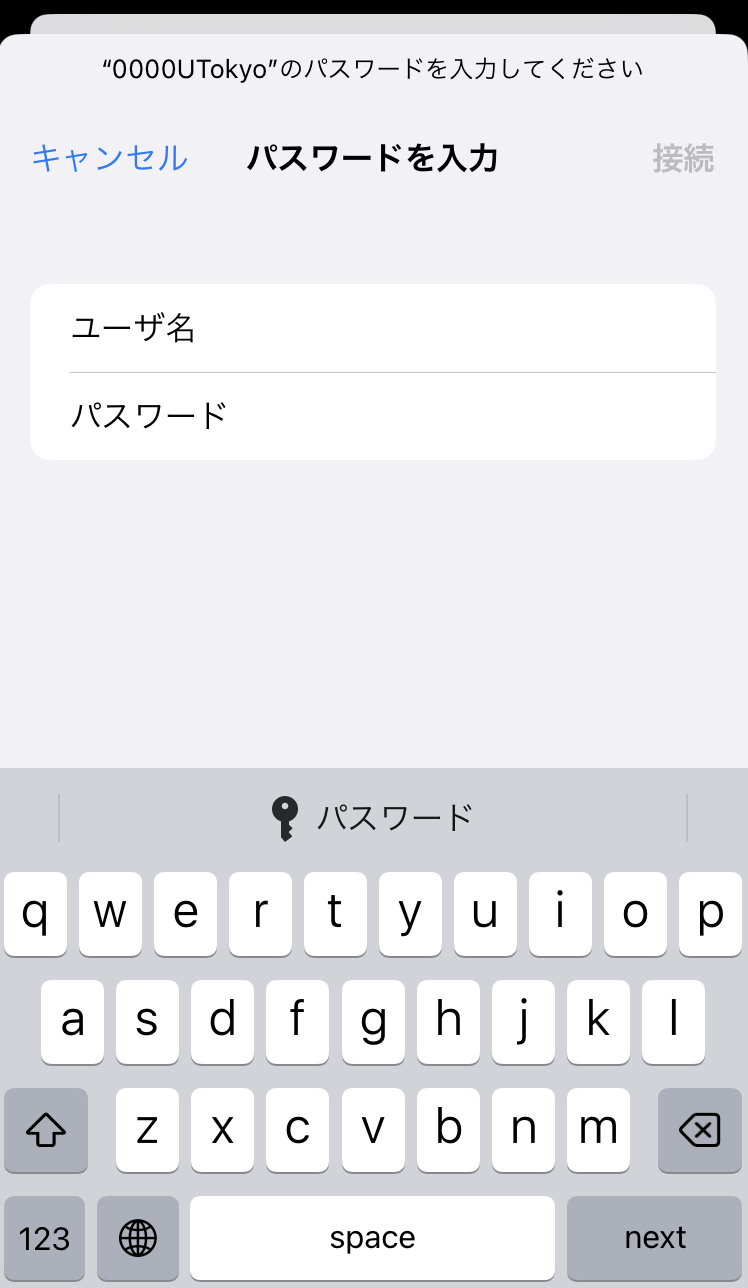 “0000UTokyo”のパスワードを入力してください
キャンセル パスワードを入力 接続
ユーザ名
パスワード
パスワード
q w e r t y u i o p
a s d f g h j k l
z x c v b n m
123 space next